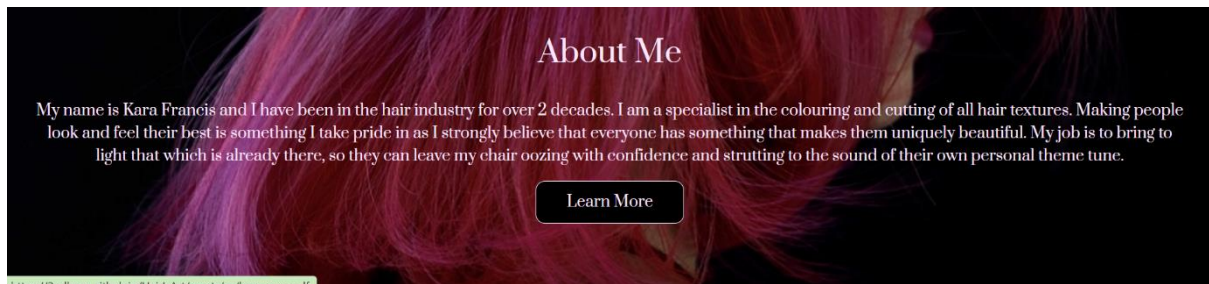 About Me
My name is Kara Francis and I have been in the hair industry for over 2 decades. I am a specialist in the colouring and cutting of all hair textures. Making people
look and feel their best is something I take pride in as I strongly believe that everyone has something that makes them uniquely beautiful. My job is to bring to
light that which is already there, so they can leave my chair oozing with confidence and strutting to the sound of their own personal theme tune.
Learn More